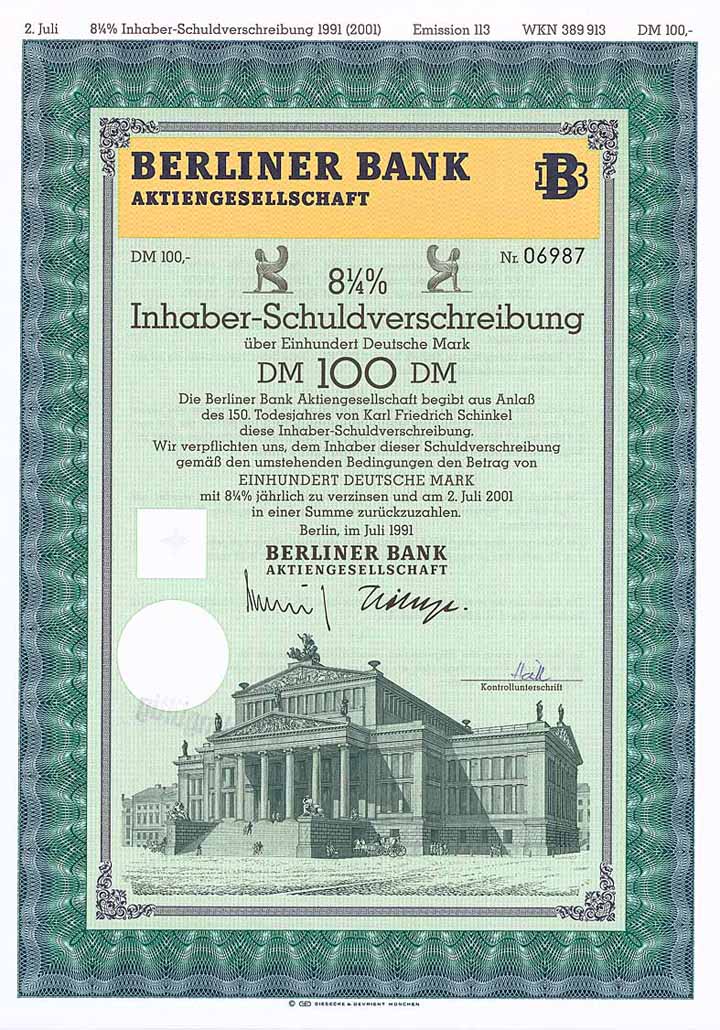 2. Juli 8¼% Inhaber-Schuldverschreibung 1991 (2001) Emission 113 WKN 389 913 DM 100,-
BERLINER BANK
AKTIENGESELLSCHAFT
DM 100,- Nr. 06987
8¼%
Inhaber-Schuldverschreibung
über Einhundert Deutsche Mark
DM 100 DM
Die Berliner Bank Aktiengesellschaft begibt aus Anlaß
des 150. Todesjahres von Karl Friedrich Schinkel
diese Inhaber-Schuldverschreibung.
Wir verpflichten uns, dem Inhaber dieser Schuldverschreibung
gemäß den umstehenden Bedingungen den Betrag von
EINHUNDERT DEUTSCHE MARK
mit 8¼% jährlich zu verzinsen und am 2. Juli 2001
in einer Summe zurückzuzahlen.
Berlin, im Juli 1991
BERLINER BANK
AKTIENGESELLSCHAFT
Kontrollunterschrift
© GD GIESECKE & DEVRIENT MÜNCHEN